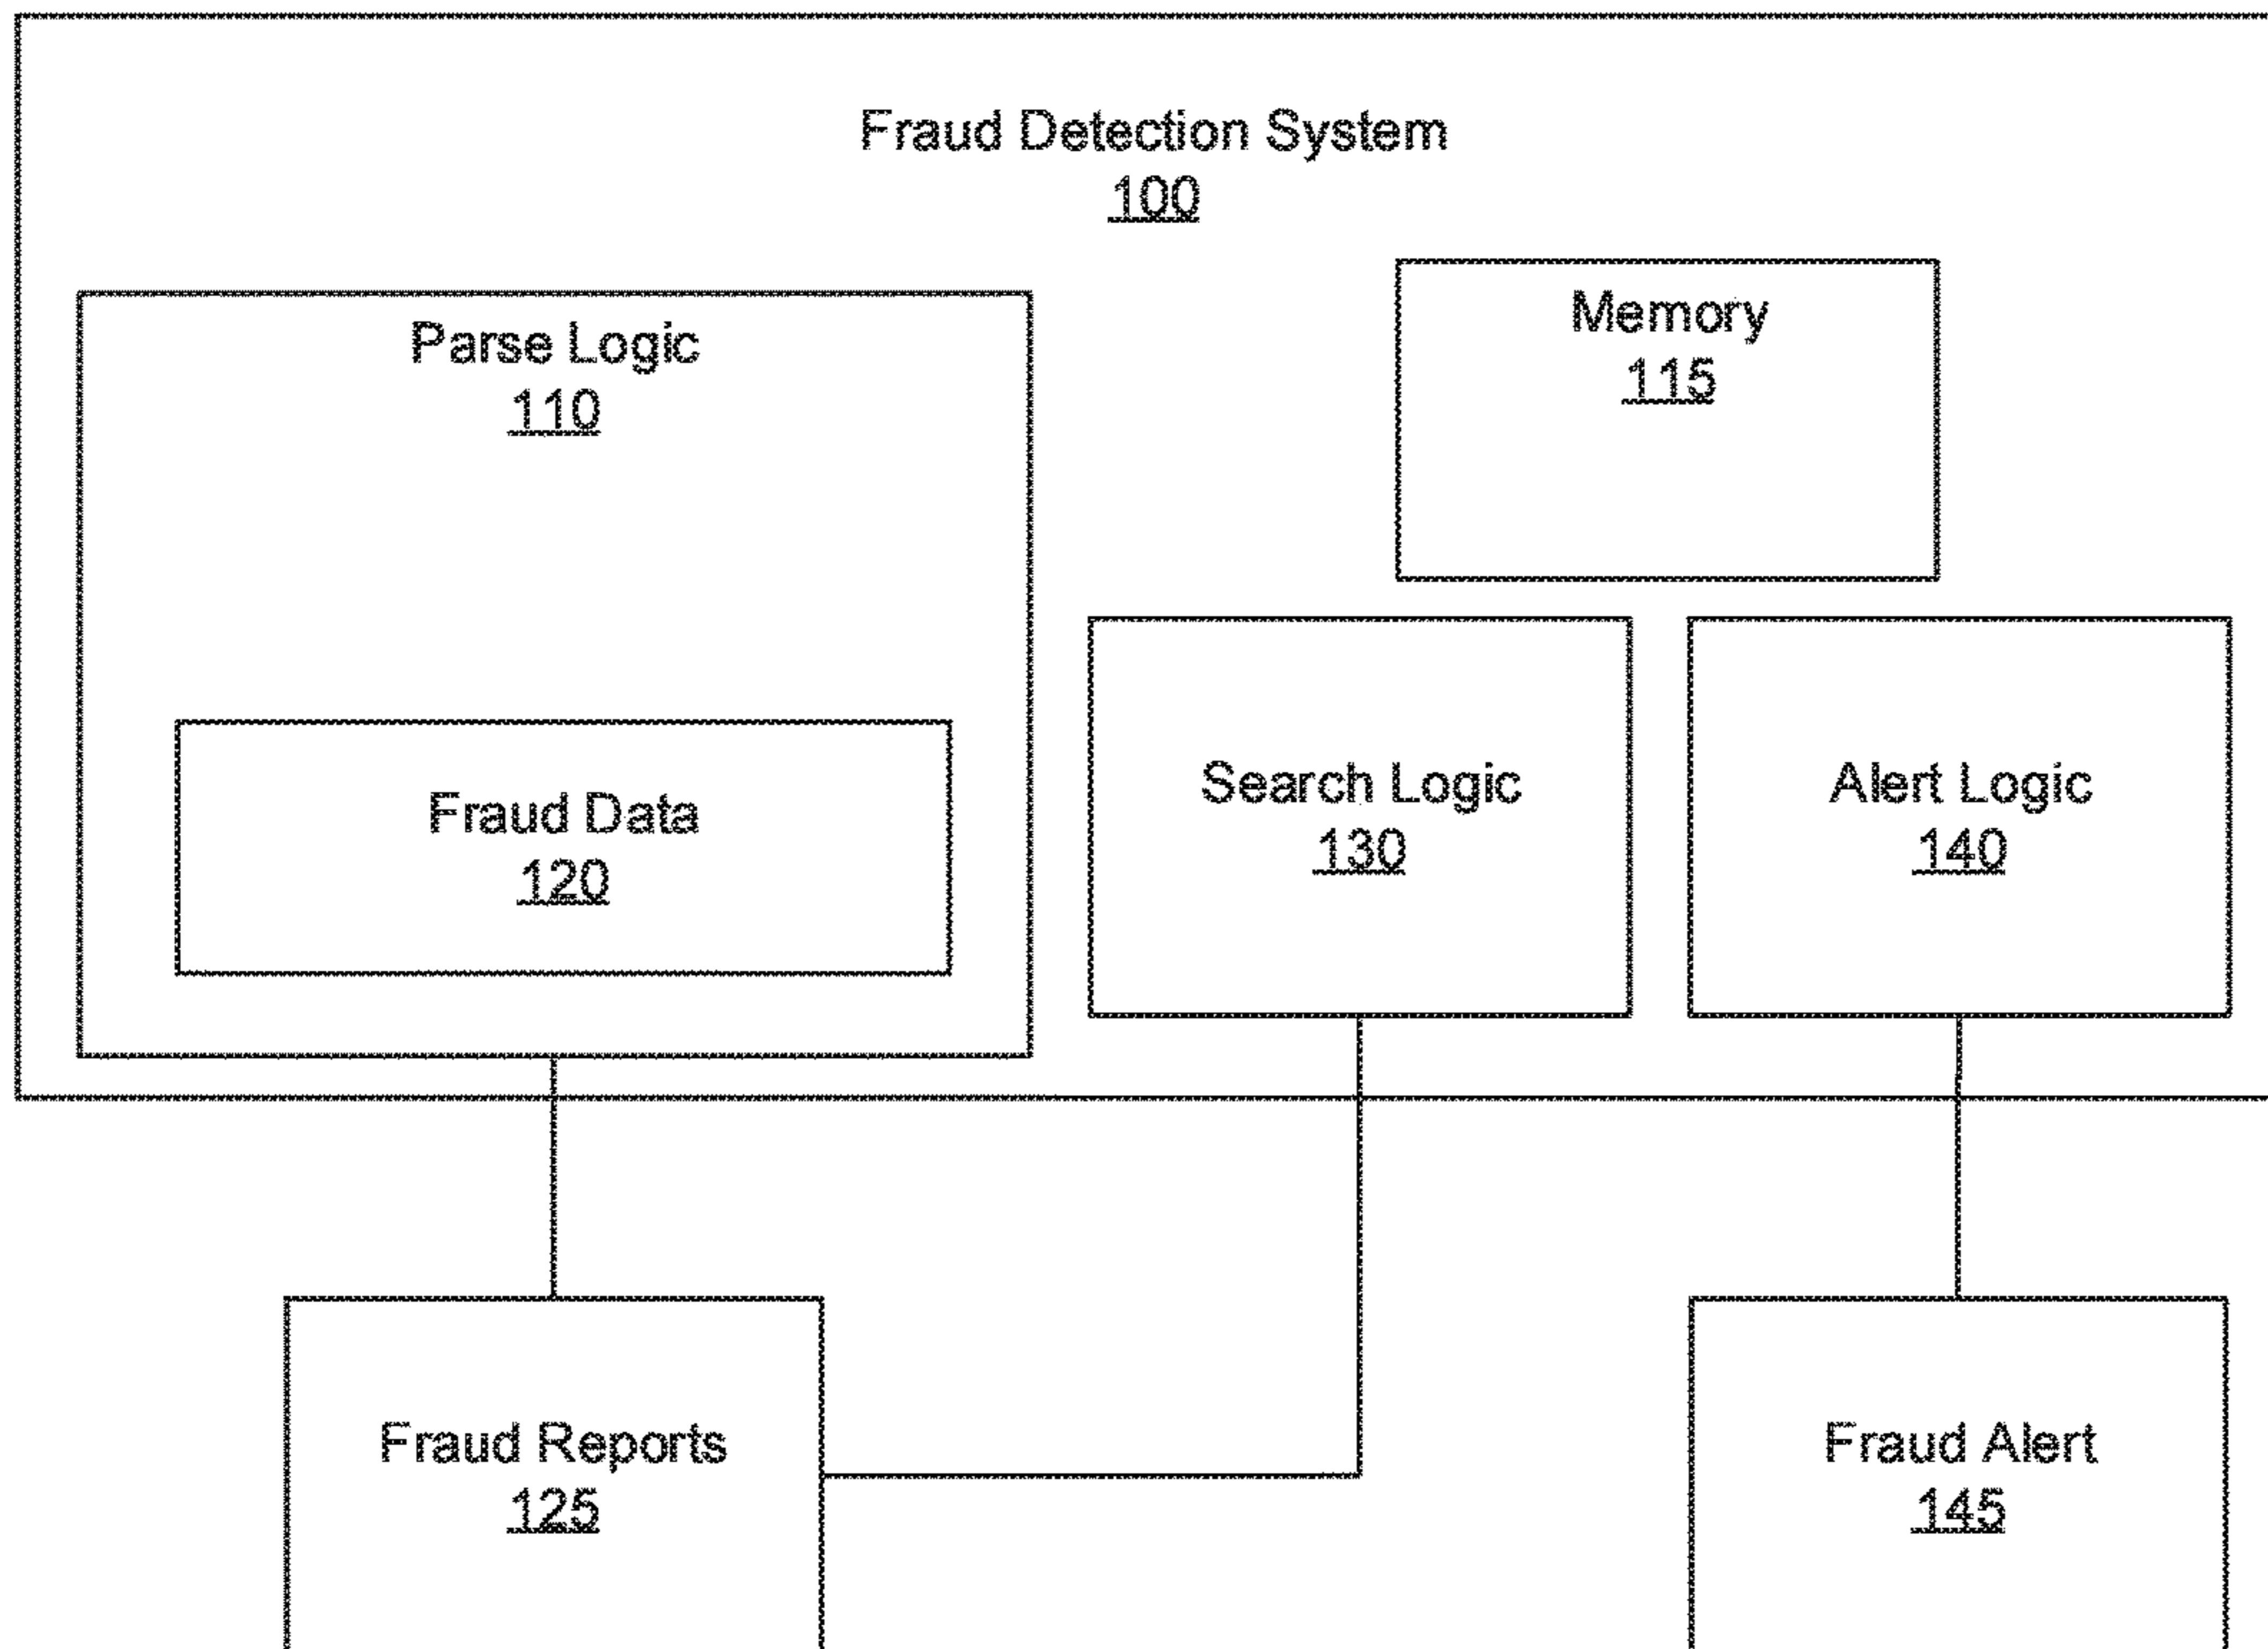 Fraud Detection System
100
Parse Logic
110
Memory
115
Fraud Data
120
Search Logic
130
Alert Logic
140
Fraud Reports
125
Fraud Alert
145